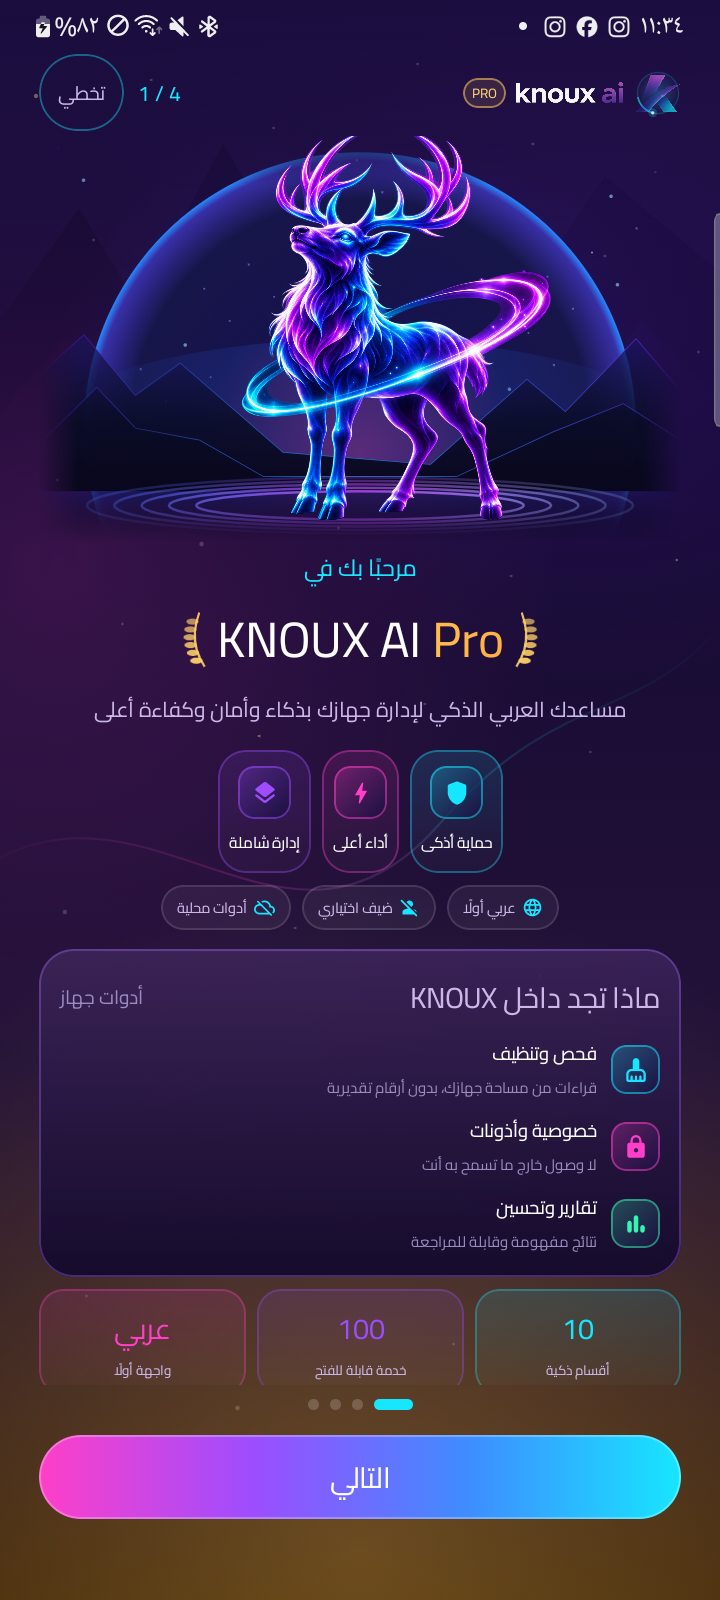 ١١:٣٤
%٨٢
knoux ai PRO
1 / 4
تخطي
مرحبًا بك في
KNOUX AI Pro
مساعدك العربي الذكي لإدارة جهازك بذكاء وأمان وكفاءة أعلى
حماية أذكى
أداء أعلى
إدارة شاملة
عربي أولًا
ضيف اختياري
أدوات محلية
ماذا تجد داخل KNOUX
أدوات جهاز
فحص وتنظيف
قراءات من مساحة جهازك، بدون أرقام تقديرية
خصوصية وأذونات
لا وصول خارج ما تسمح به أنت
تقارير وتحسين
نتائج مفهومة وقابلة للمراجعة
10
أقسام ذكية
100
خدمة قابلة للفتح
عربي
واجهة أولًا
التالي